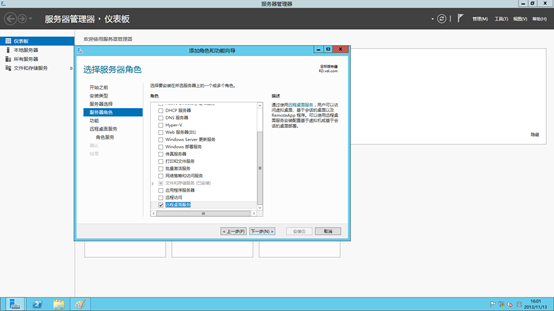 服务器管理器
服务器管理器 · 仪表板
管理(M) 工具(T) 视图(V) 帮助(H)
仪表板
本地服务器
所有服务器
文件和存储服务
欢迎使用服务器管理器
添加角色和功能向导
选择服务器角色
目标服务器
开始之前
安装类型
服务器选择
服务器角色
功能
远程桌面服务
角色服务
确认
结果
选择要安装在所选服务器上的一个或多个角色。
角色
DHCP 服务器
DNS 服务器
Hyper-V
Web 服务器(IIS)
Windows Server 更新服务
Windows 部署服务
传真服务器
打印和文件服务
批量激活服务
网络策略和访问服务
文件和存储服务 (已安装)
应用程序服务器
远程访问
远程桌面服务
描述
通过使用远程桌面服务，用户可以访
问虚拟桌面、基于会话的桌面以及
RemoteApp 程序。可以使用远程桌
面服务安装配置基于虚拟机或基于会
话的桌面部署。
隐藏
< 上一步(P)
下一步(N) >
安装(I)
取消
16:01
2013/11/13